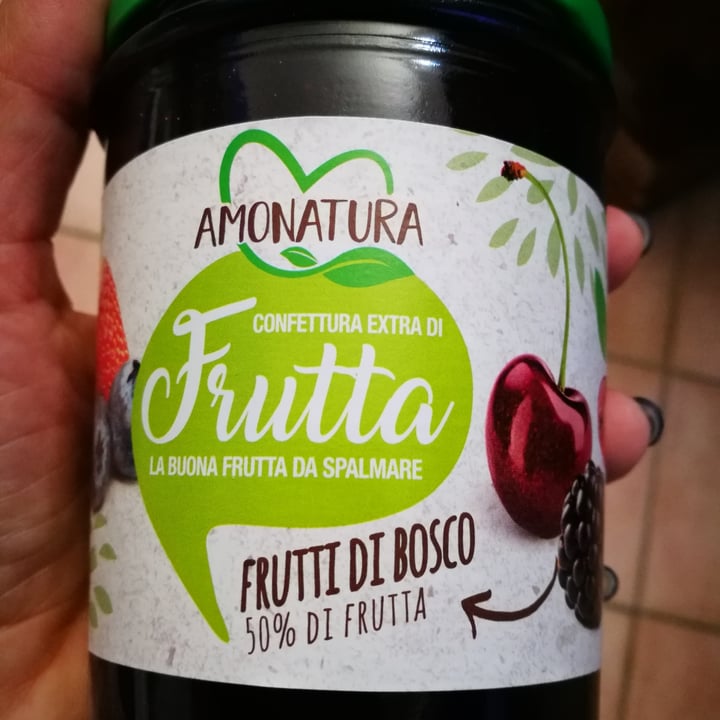 AMONATURA
CONFETTURA EXTRA DI
Frutta
LA BUONA FRUTTA DA SPALMARE
FRUTTI DI BOSCO
50% DI FRUTTA